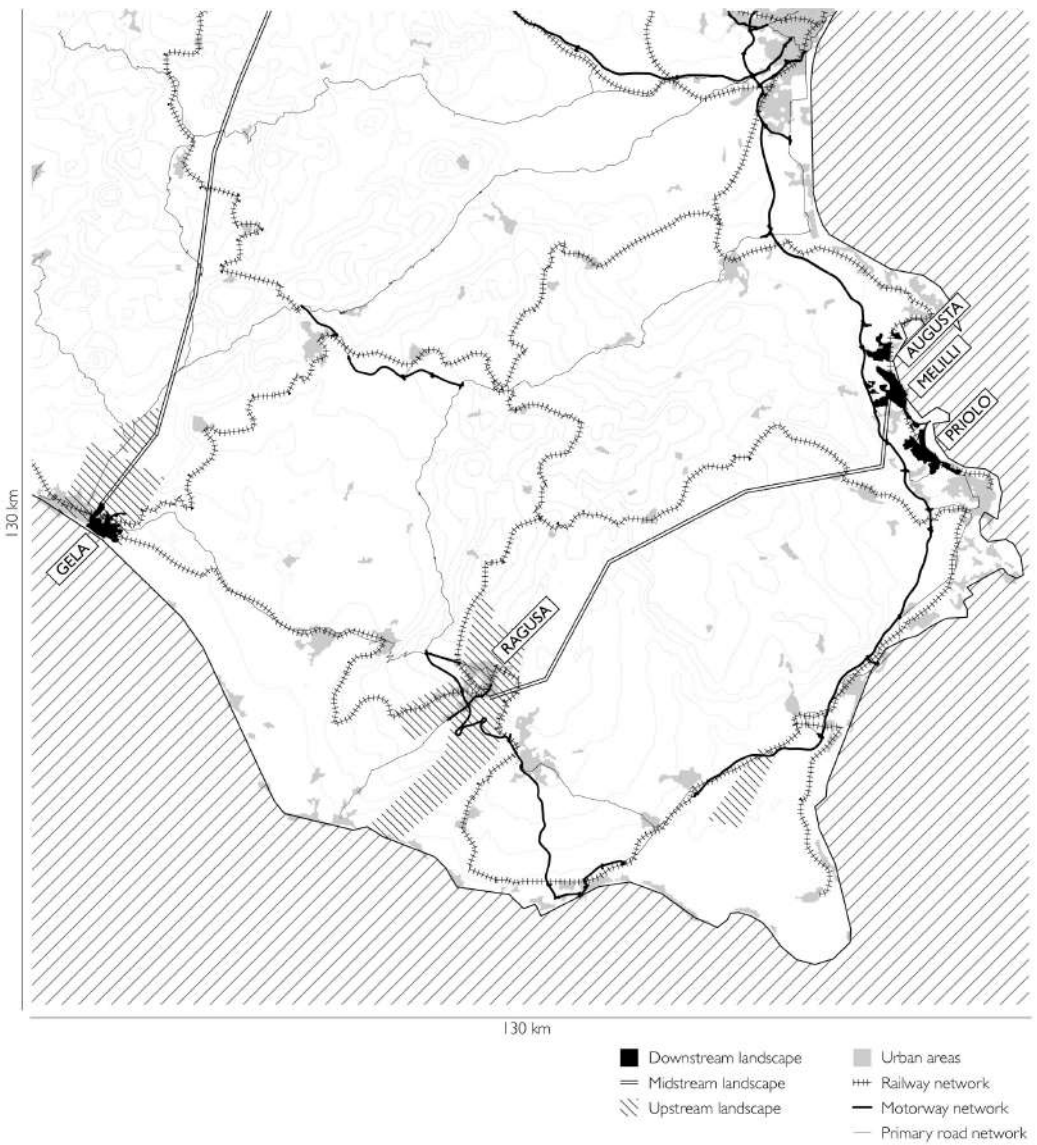 AUGUSTA
MELILLI
PRIOLO
130 km
GELA
RAGUSA
130 km
Downstream landscape
Midstream landscape
Upstream landscape
Urban areas
Railway network
Motorway network
Primary road network